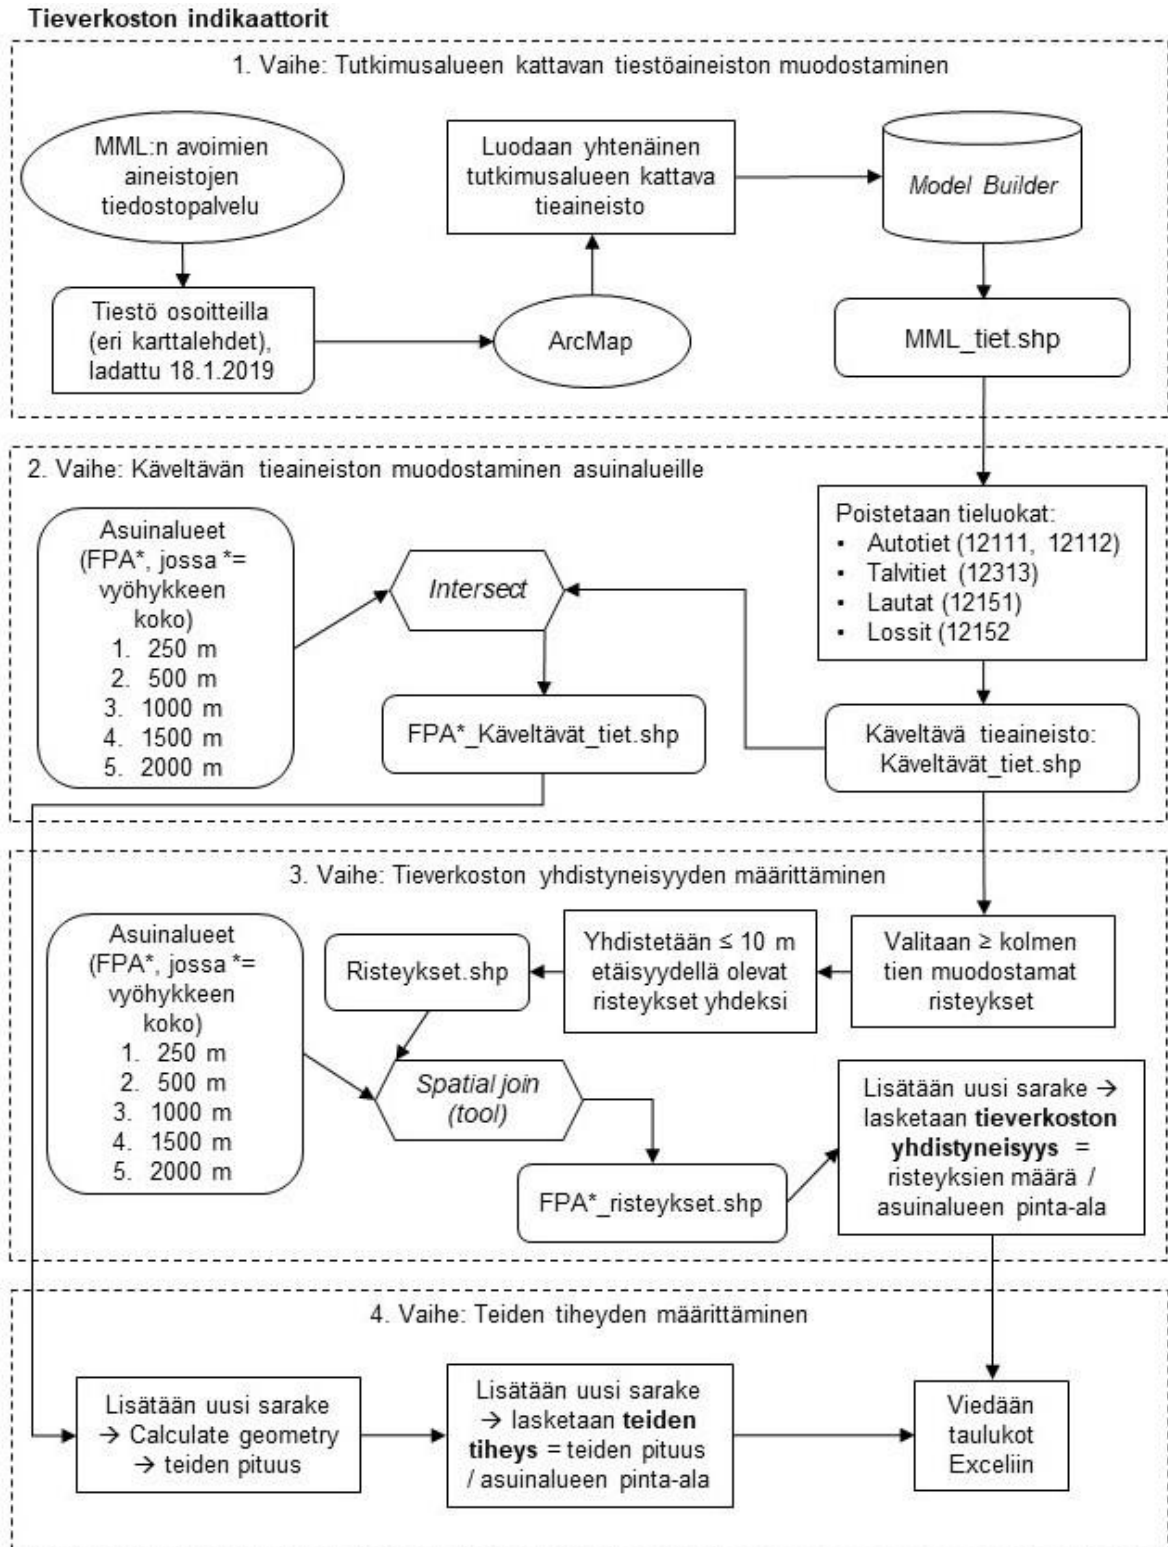 Tieverkoston indikaattorit
1. Vaihe: Tutkimusalueen kattavan tiestöaineiston muodostaminen
MML:n avoimien
aineistojen
tiedostopalvelu
Tiestö osoitteilla
(eri karttalehdet),
ladattu 18.1.2019
ArcMap
Luodaan yhtenäinen
tutkimusalueen kattava
tieaineisto
Model Builder
MML_tiet.shp
2. Vaihe: Käveltävän tieaineiston muodostaminen asuinalueille
Asuinalueet
(FPA*, jossa *=
vyöhykkeen
koko)
1. 250 m
2. 500 m
3. 1000 m
4. 1500 m
5. 2000 m
Intersect
FPA*_Käveltävät_tiet.shp
Poistetaan tieluokat:
▪ Autotiet (12111, 12112)
▪ Talvitiet (12313)
▪ Lautat (12151)
▪ Lossit (12152
Käveltävä tieaineisto:
Käveltävät_tiet.shp
3. Vaihe: Tieverkoston yhdistyneisyyden määrittäminen
Asuinalueet
(FPA*, jossa *=
vyöhykkeen
koko)
1. 250 m
2. 500 m
3. 1000 m
4. 1500 m
5. 2000 m
Risteykset.shp
Yhdistetään ≤ 10 m
etäisyydellä olevat
risteykset yhdeksi
Valitaan ≥ kolmen
tien muodostamat
risteykset
Spatial join
(tool)
FPA*_risteykset.shp
Lisätään uusi sarake →
lasketaan tieverkoston
yhdistyneisyys =
risteyksien määrä /
asuinalueen pinta-ala
4. Vaihe: Teiden tiheyden määrittäminen
Lisätään uusi sarake
→ Calculate geometry
→ teiden pituus
Lisätään uusi sarake
→ lasketaan teiden
tiheys = teiden pituus
/ asuinalueen pinta-ala
Viedään
taulukot
Exceliin